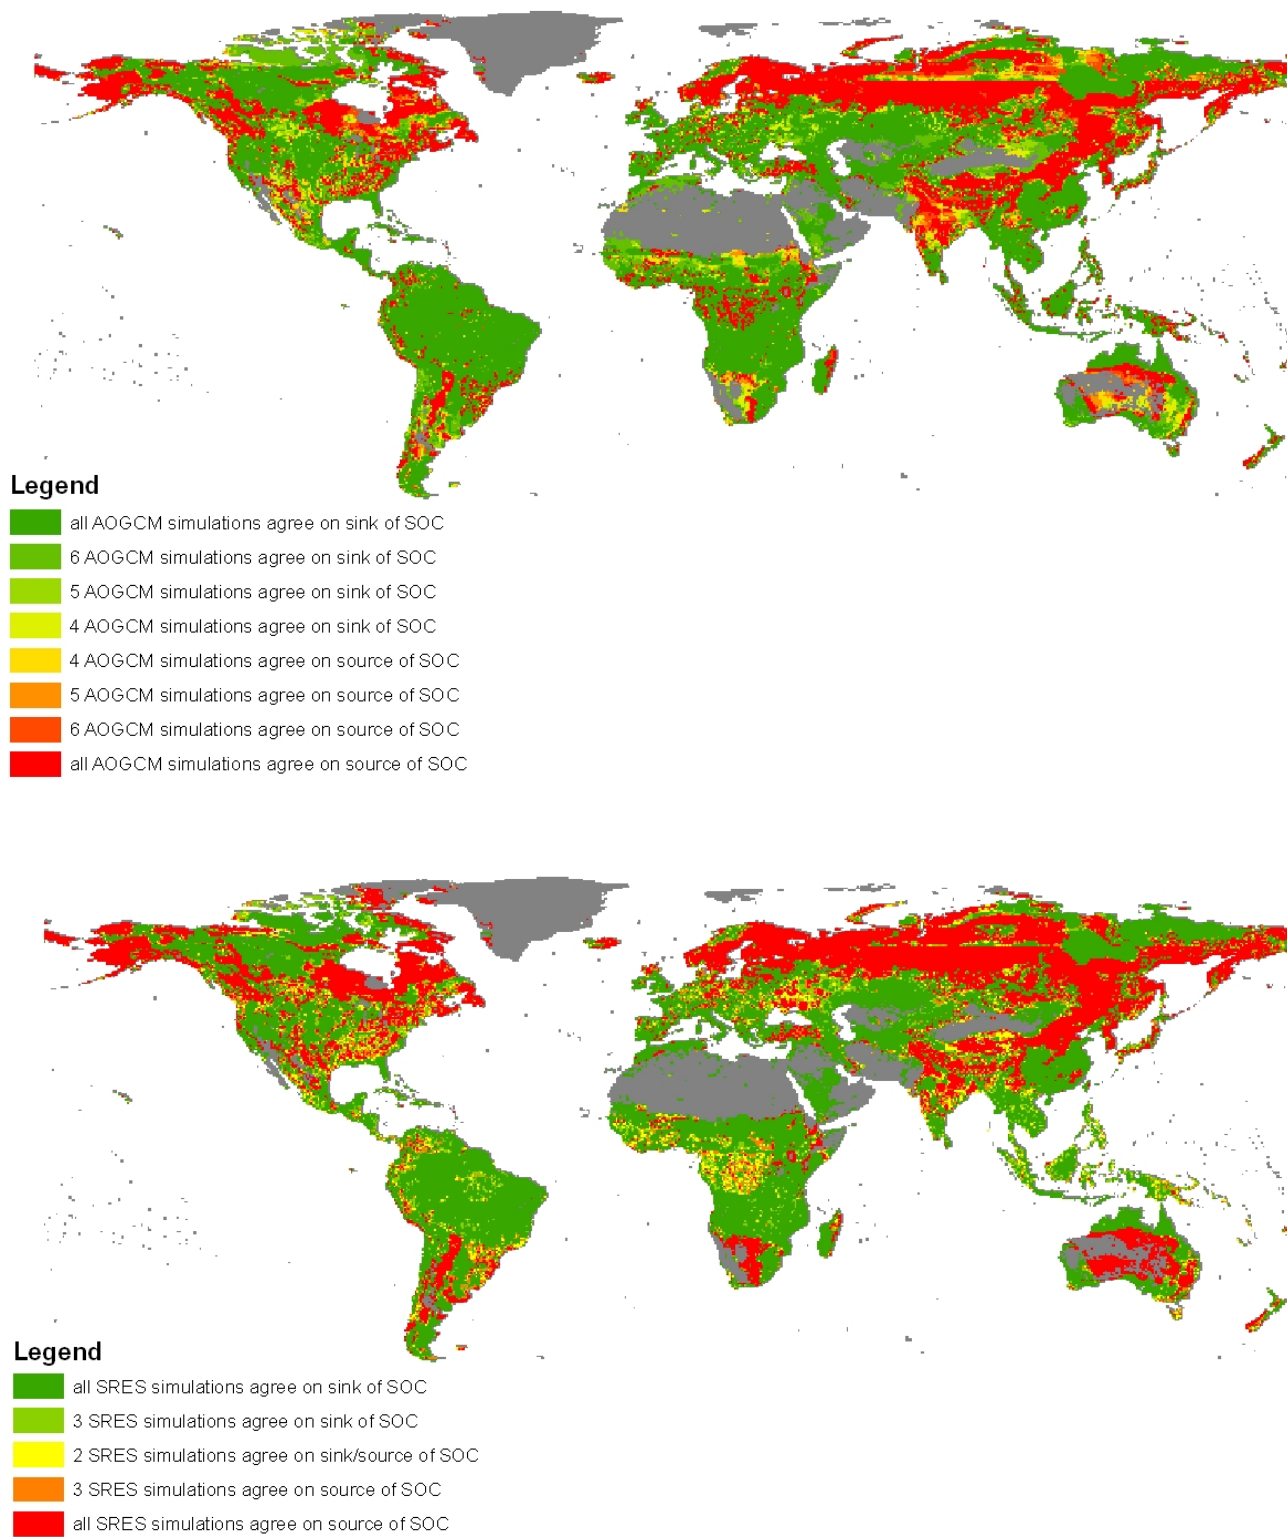 Legend
all AOGCM simulations agree on sink of SOC
6 AOGCM simulations agree on sink of SOC
5 AOGCM simulations agree on sink of SOC
4 AOGCM simulations agree on sink of SOC
4 AOGCM simulations agree on source of SOC
5 AOGCM simulations agree on source of SOC
6 AOGCM simulations agree on source of SOC
all AOGCM simulations agree on source of SOC
Legend
all SRES simulations agree on sink of SOC
3 SRES simulations agree on sink of SOC
2 SRES simulations agree on sink/source of SOC
3 SRES simulations agree on source of SOC
all SRES simulations agree on source of SOC